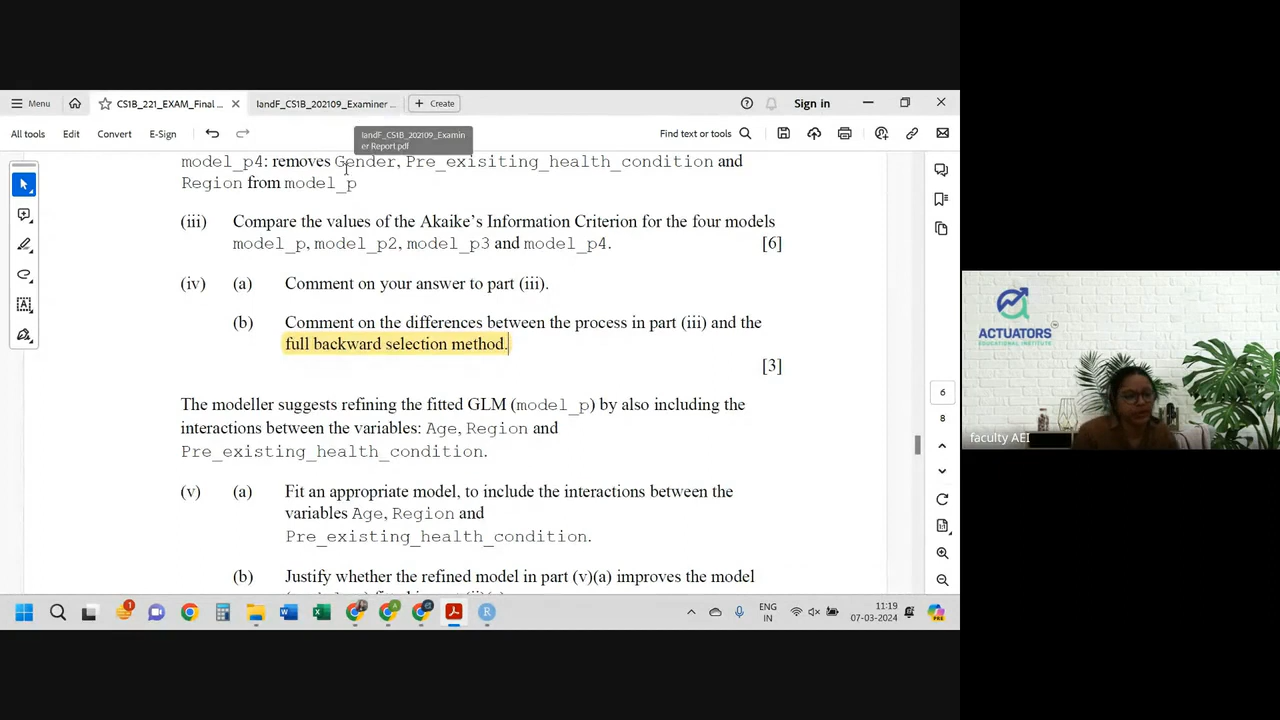 Menu
CS1B_221_EXAM_Final ...
IandF_CS1B_202109_Examiner ...
Create
Sign in
All tools
Edit
Convert
E-Sign
Find text or tools
IandF_CS1B_202109_Examin
er Report.pdf
model_p4: removes Gender, Pre_exisiting_health_condition and
Region from model_p
(iii) Compare the values of the Akaike's Information Criterion for the four models
model_p, model_p2, model_p3 and model_p4. [6]
(iv) (a) Comment on your answer to part (iii).
(b) Comment on the differences between the process in part (iii) and the
full backward selection method.
[3]
The modeller suggests refining the fitted GLM (model_p) by also including the
interactions between the variables: Age, Region and
Pre_existing_health_condition.
(v) (a) Fit an appropriate model, to include the interactions between the
variables Age, Region and
Pre_existing_health_condition.
(b) Justify whether the refined model in part (v)(a) improves the model
6
8
ACTUATORS
EDUCATIONAL INSTITUTE
faculty AEI
ENG
IN
11:19
07-03-2024